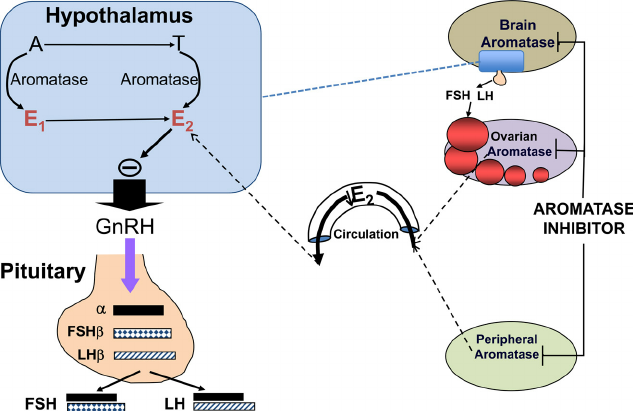 Hypothalamus
A T
Aromatase Aromatase
E1 E2
GnRH
Pituitary
α
FSHβ
LHβ
FSH LH
E2
Circulation
Brain
Aromatase
FSH LH
Ovarian
Aromatase
AROMATASE
INHIBITOR
Peripheral
Aromatase